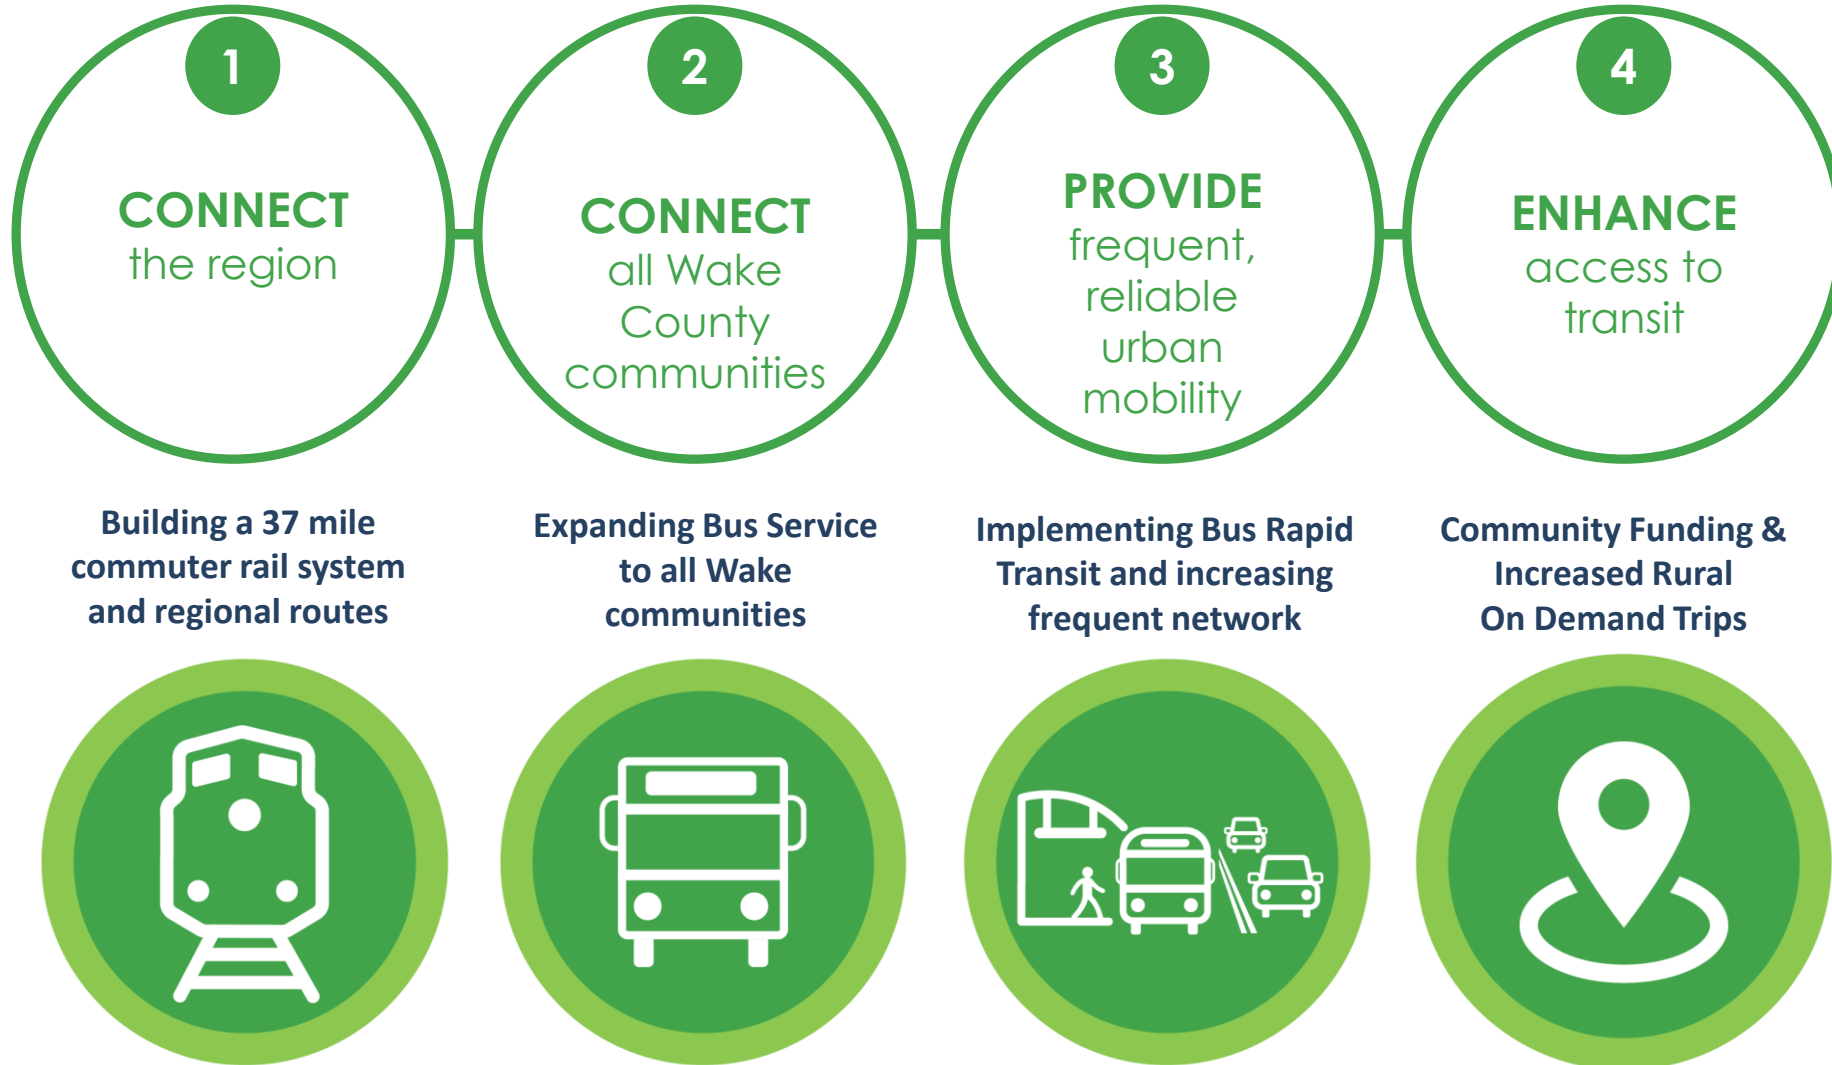 1
CONNECT
the region
Building a 37 mile
commuter rail system
and regional routes
2
CONNECT
all Wake
County
communities
Expanding Bus Service
to all Wake
communities
3
PROVIDE
frequent,
reliable
urban
mobility
Implementing Bus Rapid
Transit and increasing
frequent network
4
ENHANCE
access to
transit
Community Funding &
Increased Rural
On Demand Trips